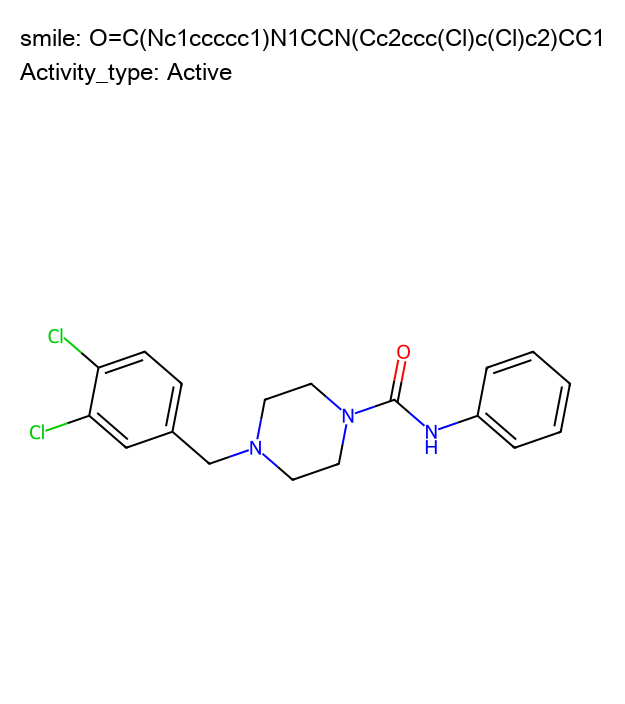 smile: O=C(Nc1ccccc1)N1CCN(Cc2ccc(Cl)c(Cl)c2)CC1
Activity_type: Active
Cl
O
Cl
N
N
N
H